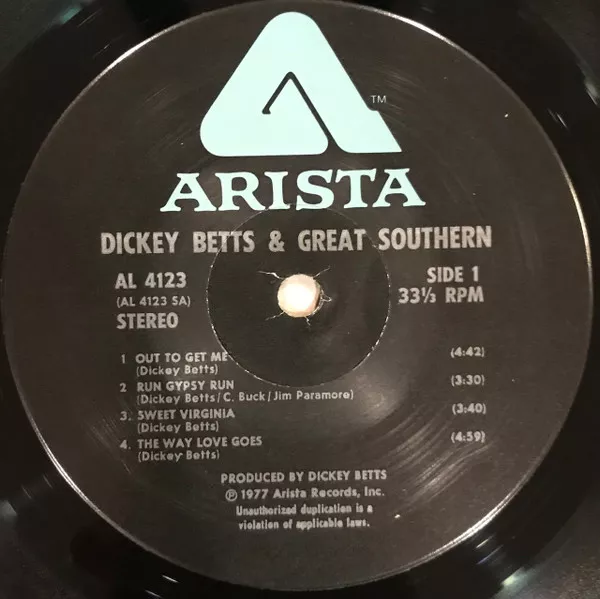 TM
ARISTA
DICKEY BETTS & GREAT SOUTHERN
AL 4123 SIDE 1
(AL 4123 SA) 33⅓ RPM
STEREO
1 OUT TO GET ME (4:42)
(Dickey Betts)
2 RUN GYPSY RUN (3:30)
(Dickey Betts/C. Buck/Jim Paramore)
3. SWEET VIRGINIA (3:40)
(Dickey Betts)
4. THE WAY LOVE GOES (4:59)
(Dickey Betts)
PRODUCED BY DICKEY BETTS
℗ 1977 Arista Records, Inc.
Unauthorized duplication is a
violation of applicable laws.